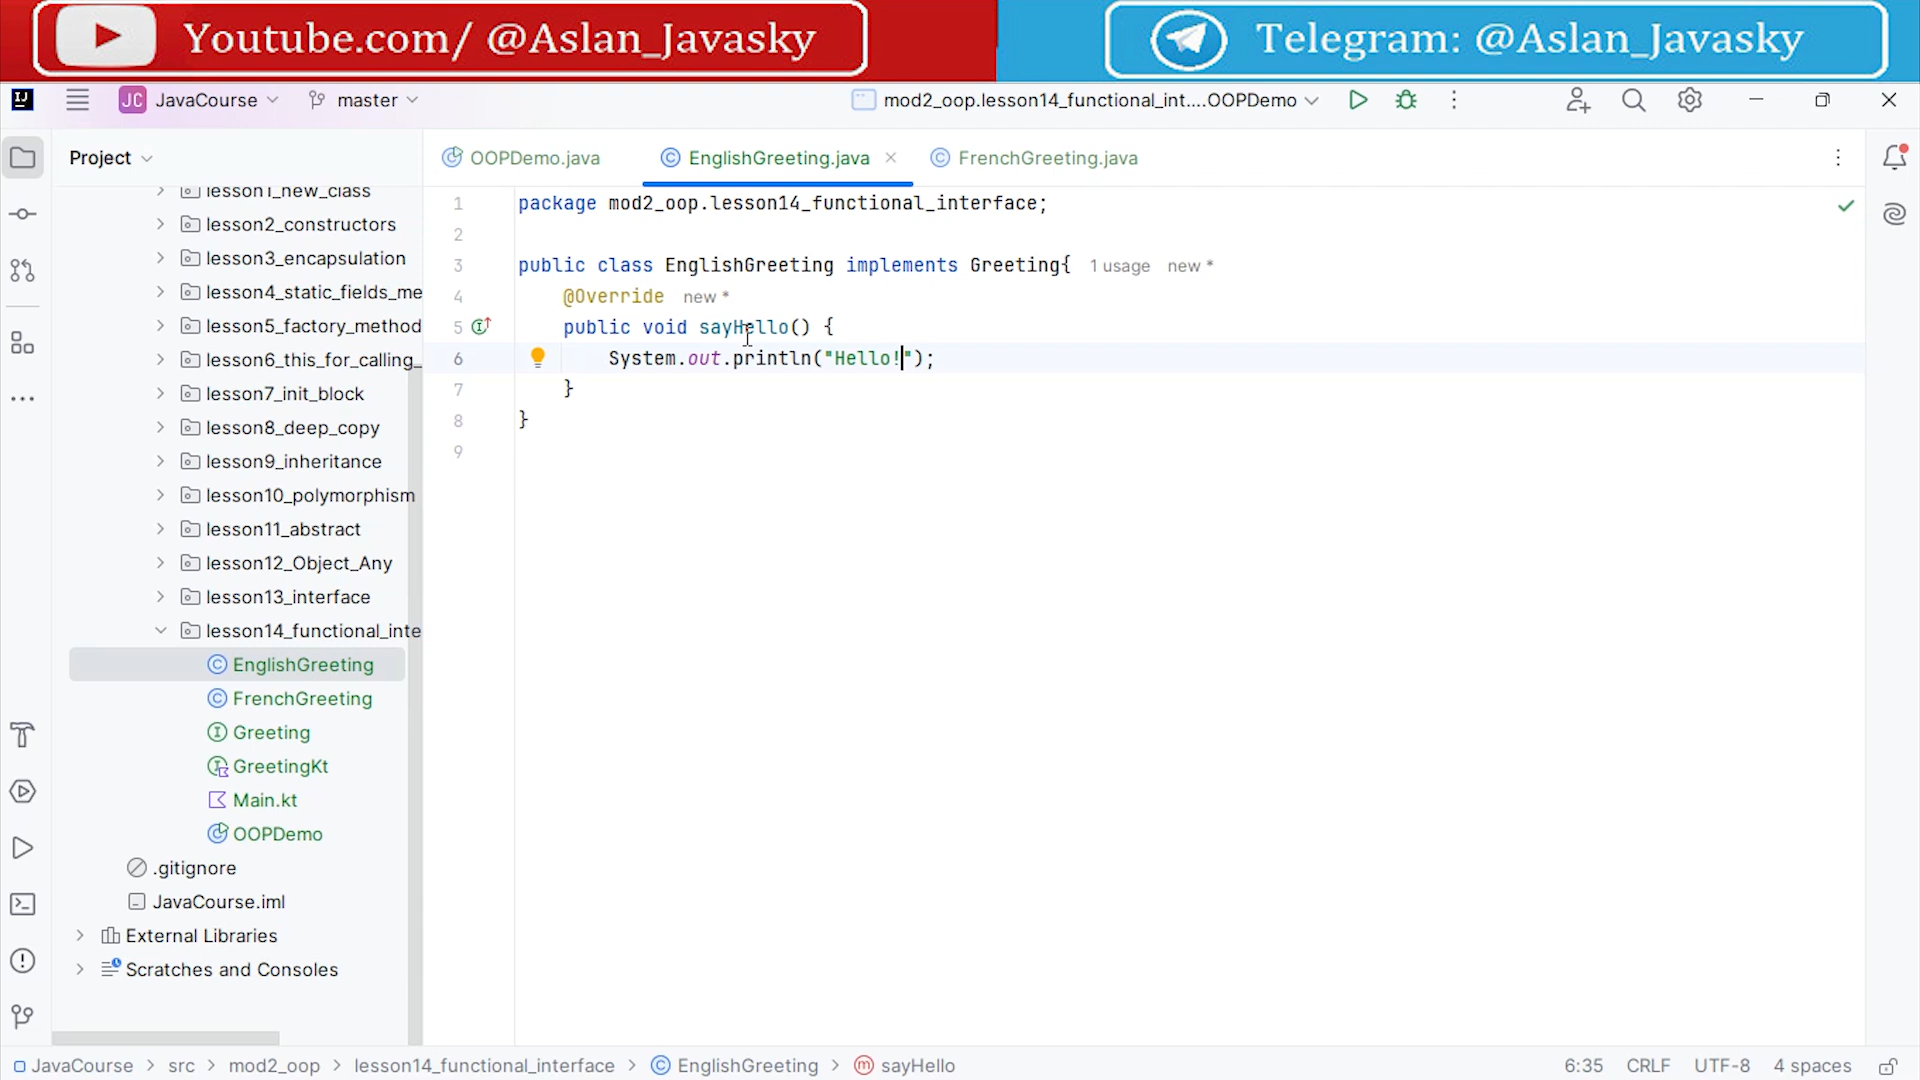 Youtube.com/ @Aslan_Javasky
Telegram: @Aslan_Javasky
JC JavaCourse master
mod2_oop.lesson14_functional_int....OOPDemo
Project
lesson1_new_class
lesson2_constructors
lesson3_encapsulation
lesson4_static_fields_me
lesson5_factory_method
lesson6_this_for_calling_
lesson7_init_block
lesson8_deep_copy
lesson9_inheritance
lesson10_polymorphism
lesson11_abstract
lesson12_Object_Any
lesson13_interface
lesson14_functional_inte
EnglishGreeting
FrenchGreeting
Greeting
GreetingKt
Main.kt
OOPDemo
.gitignore
JavaCourse.iml
External Libraries
Scratches and Consoles
OOPDemo.java
EnglishGreeting.java
FrenchGreeting.java
1 package mod2_oop.lesson14_functional_interface;
2
3 public class EnglishGreeting implements Greeting{ 1 usage new *
4 @Override new *
5 public void sayHello() {
6 System.out.println("Hello!");
7 }
8 }
9
JavaCourse > src > mod2_oop > lesson14_functional_interface > EnglishGreeting > sayHello
6:35 CRLF UTF-8 4 spaces